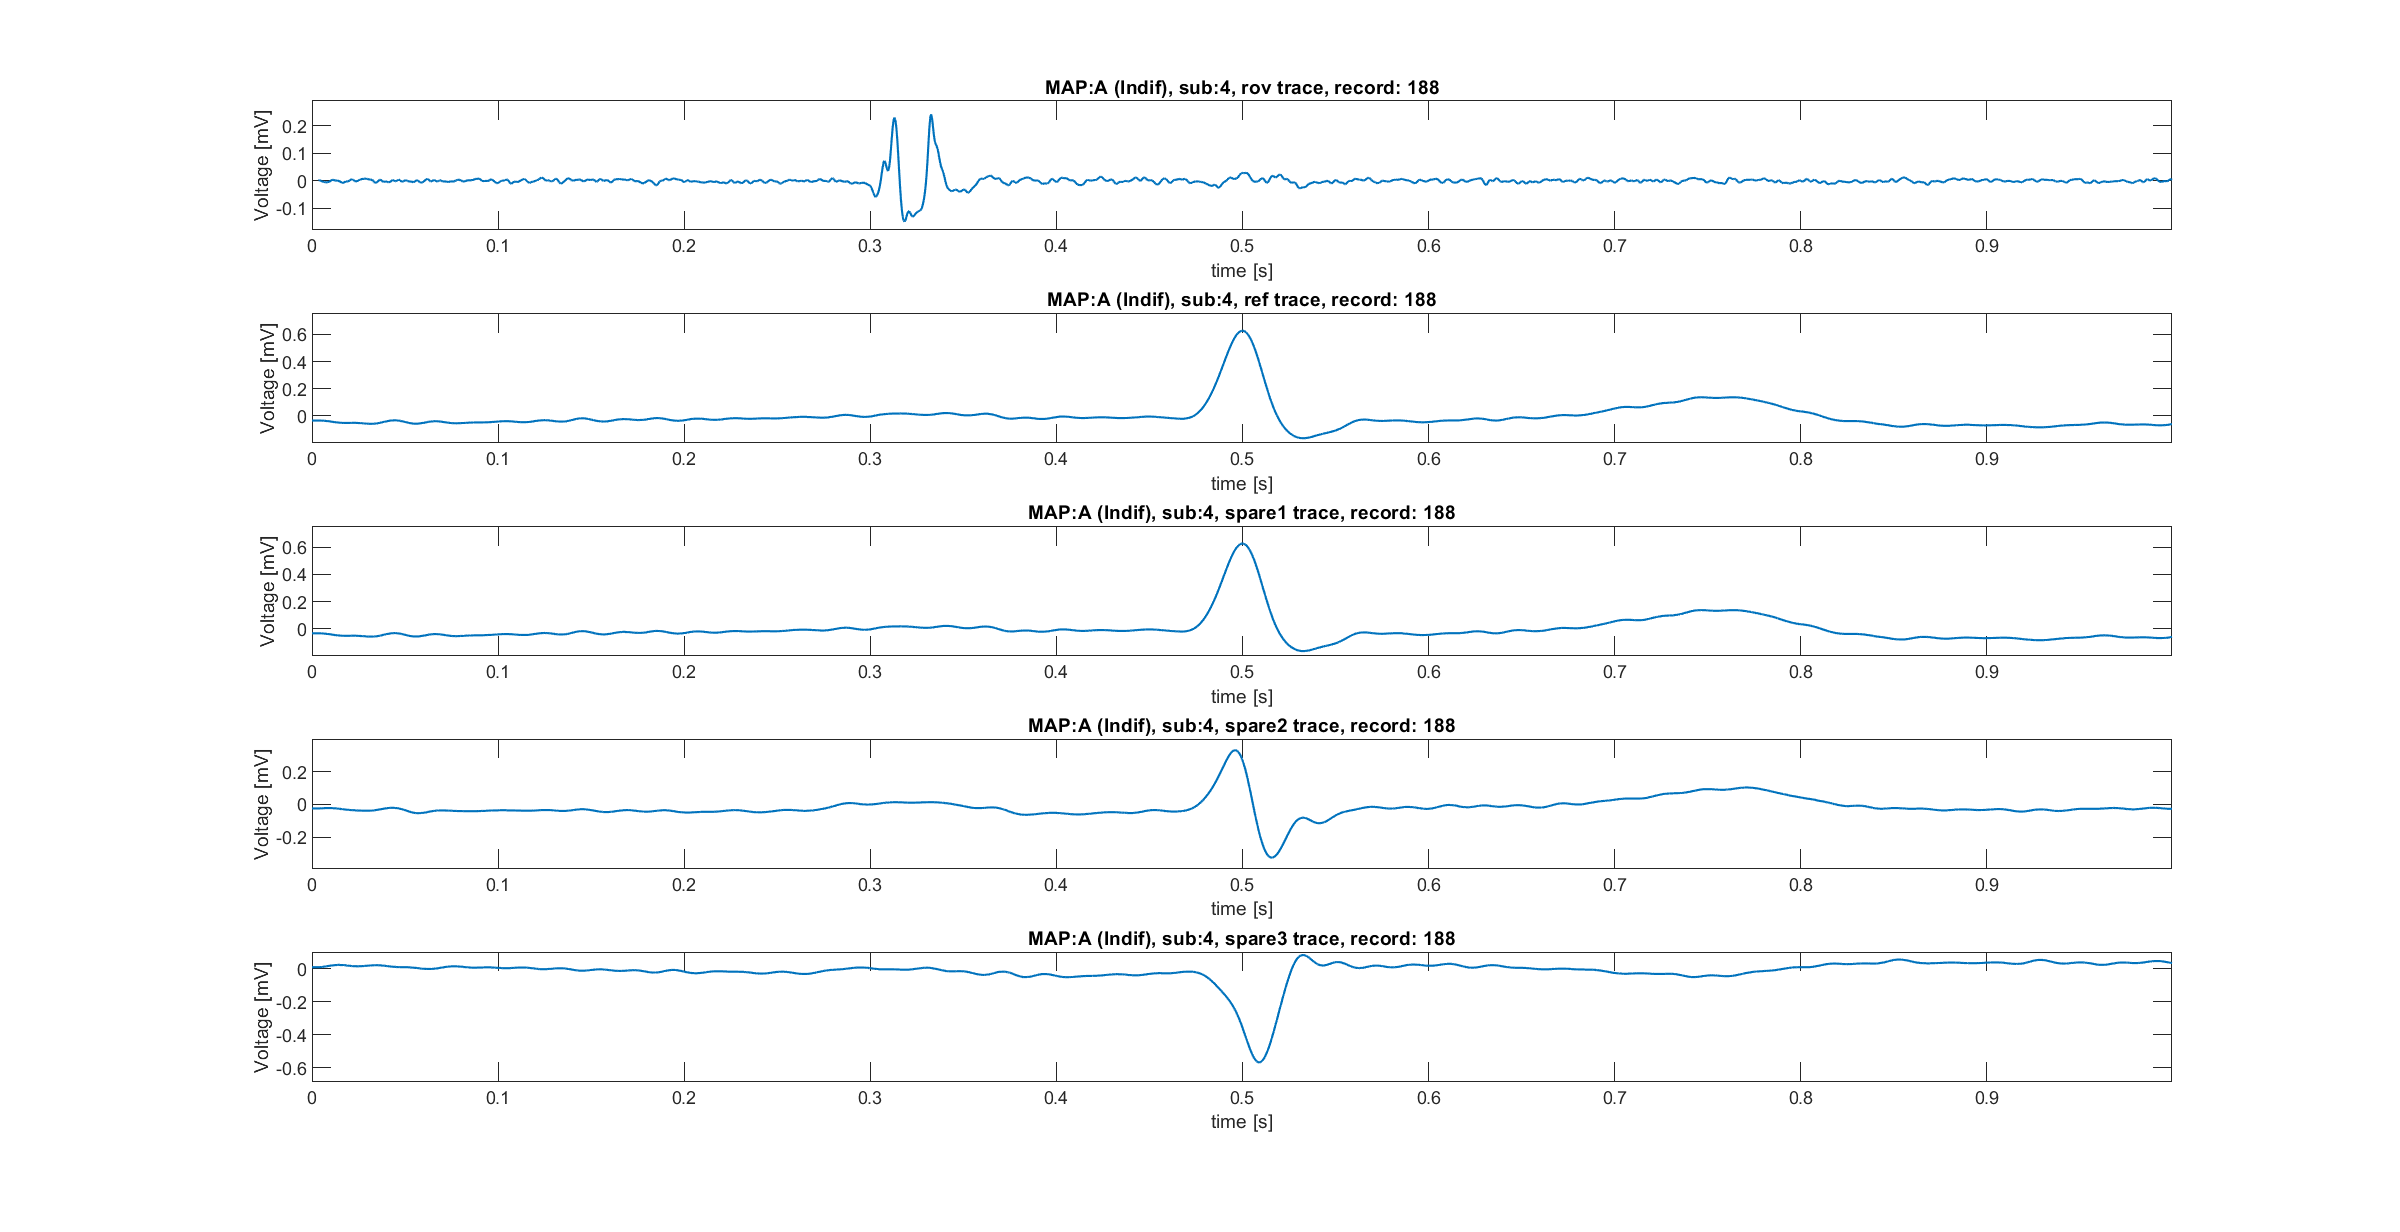 MAP:A (Indif), sub:4, rov trace, record: 188
Voltage [mV]
0.2
0.1
0
-0.1
0 0.1 0.2 0.3 0.4 0.5 0.6 0.7 0.8 0.9
time [s]
MAP:A (Indif), sub:4, ref trace, record: 188
Voltage [mV]
0.6
0.4
0.2
0
0 0.1 0.2 0.3 0.4 0.5 0.6 0.7 0.8 0.9
time [s]
MAP:A (Indif), sub:4, spare1 trace, record: 188
Voltage [mV]
0.6
0.4
0.2
0
0 0.1 0.2 0.3 0.4 0.5 0.6 0.7 0.8 0.9
time [s]
MAP:A (Indif), sub:4, spare2 trace, record: 188
Voltage [mV]
0.2
0
-0.2
0 0.1 0.2 0.3 0.4 0.5 0.6 0.7 0.8 0.9
time [s]
MAP:A (Indif), sub:4, spare3 trace, record: 188
Voltage [mV]
0
-0.2
-0.4
-0.6
0 0.1 0.2 0.3 0.4 0.5 0.6 0.7 0.8 0.9
time [s]